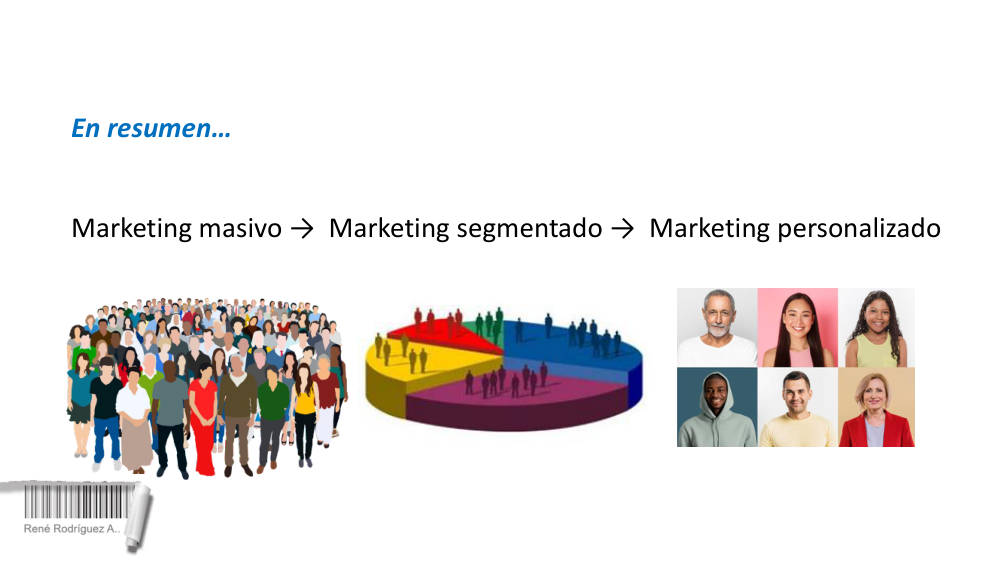 En resumen…
Marketing masivo → Marketing segmentado → Marketing personalizado
René Rodríguez A..